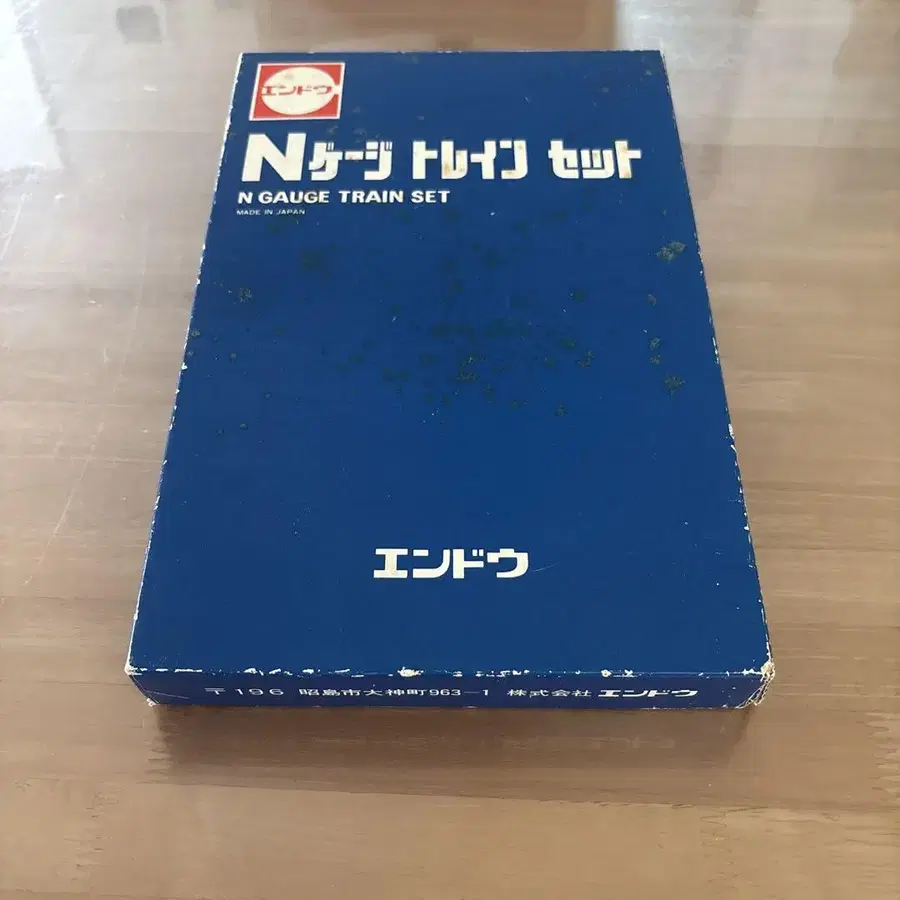 エンドウ
Nゲージ トレイン セット
N GAUGE TRAIN SET
MADE IN JAPAN
エンドウ
〒196 昭島市大神町963-1 株式会社 エンドウ